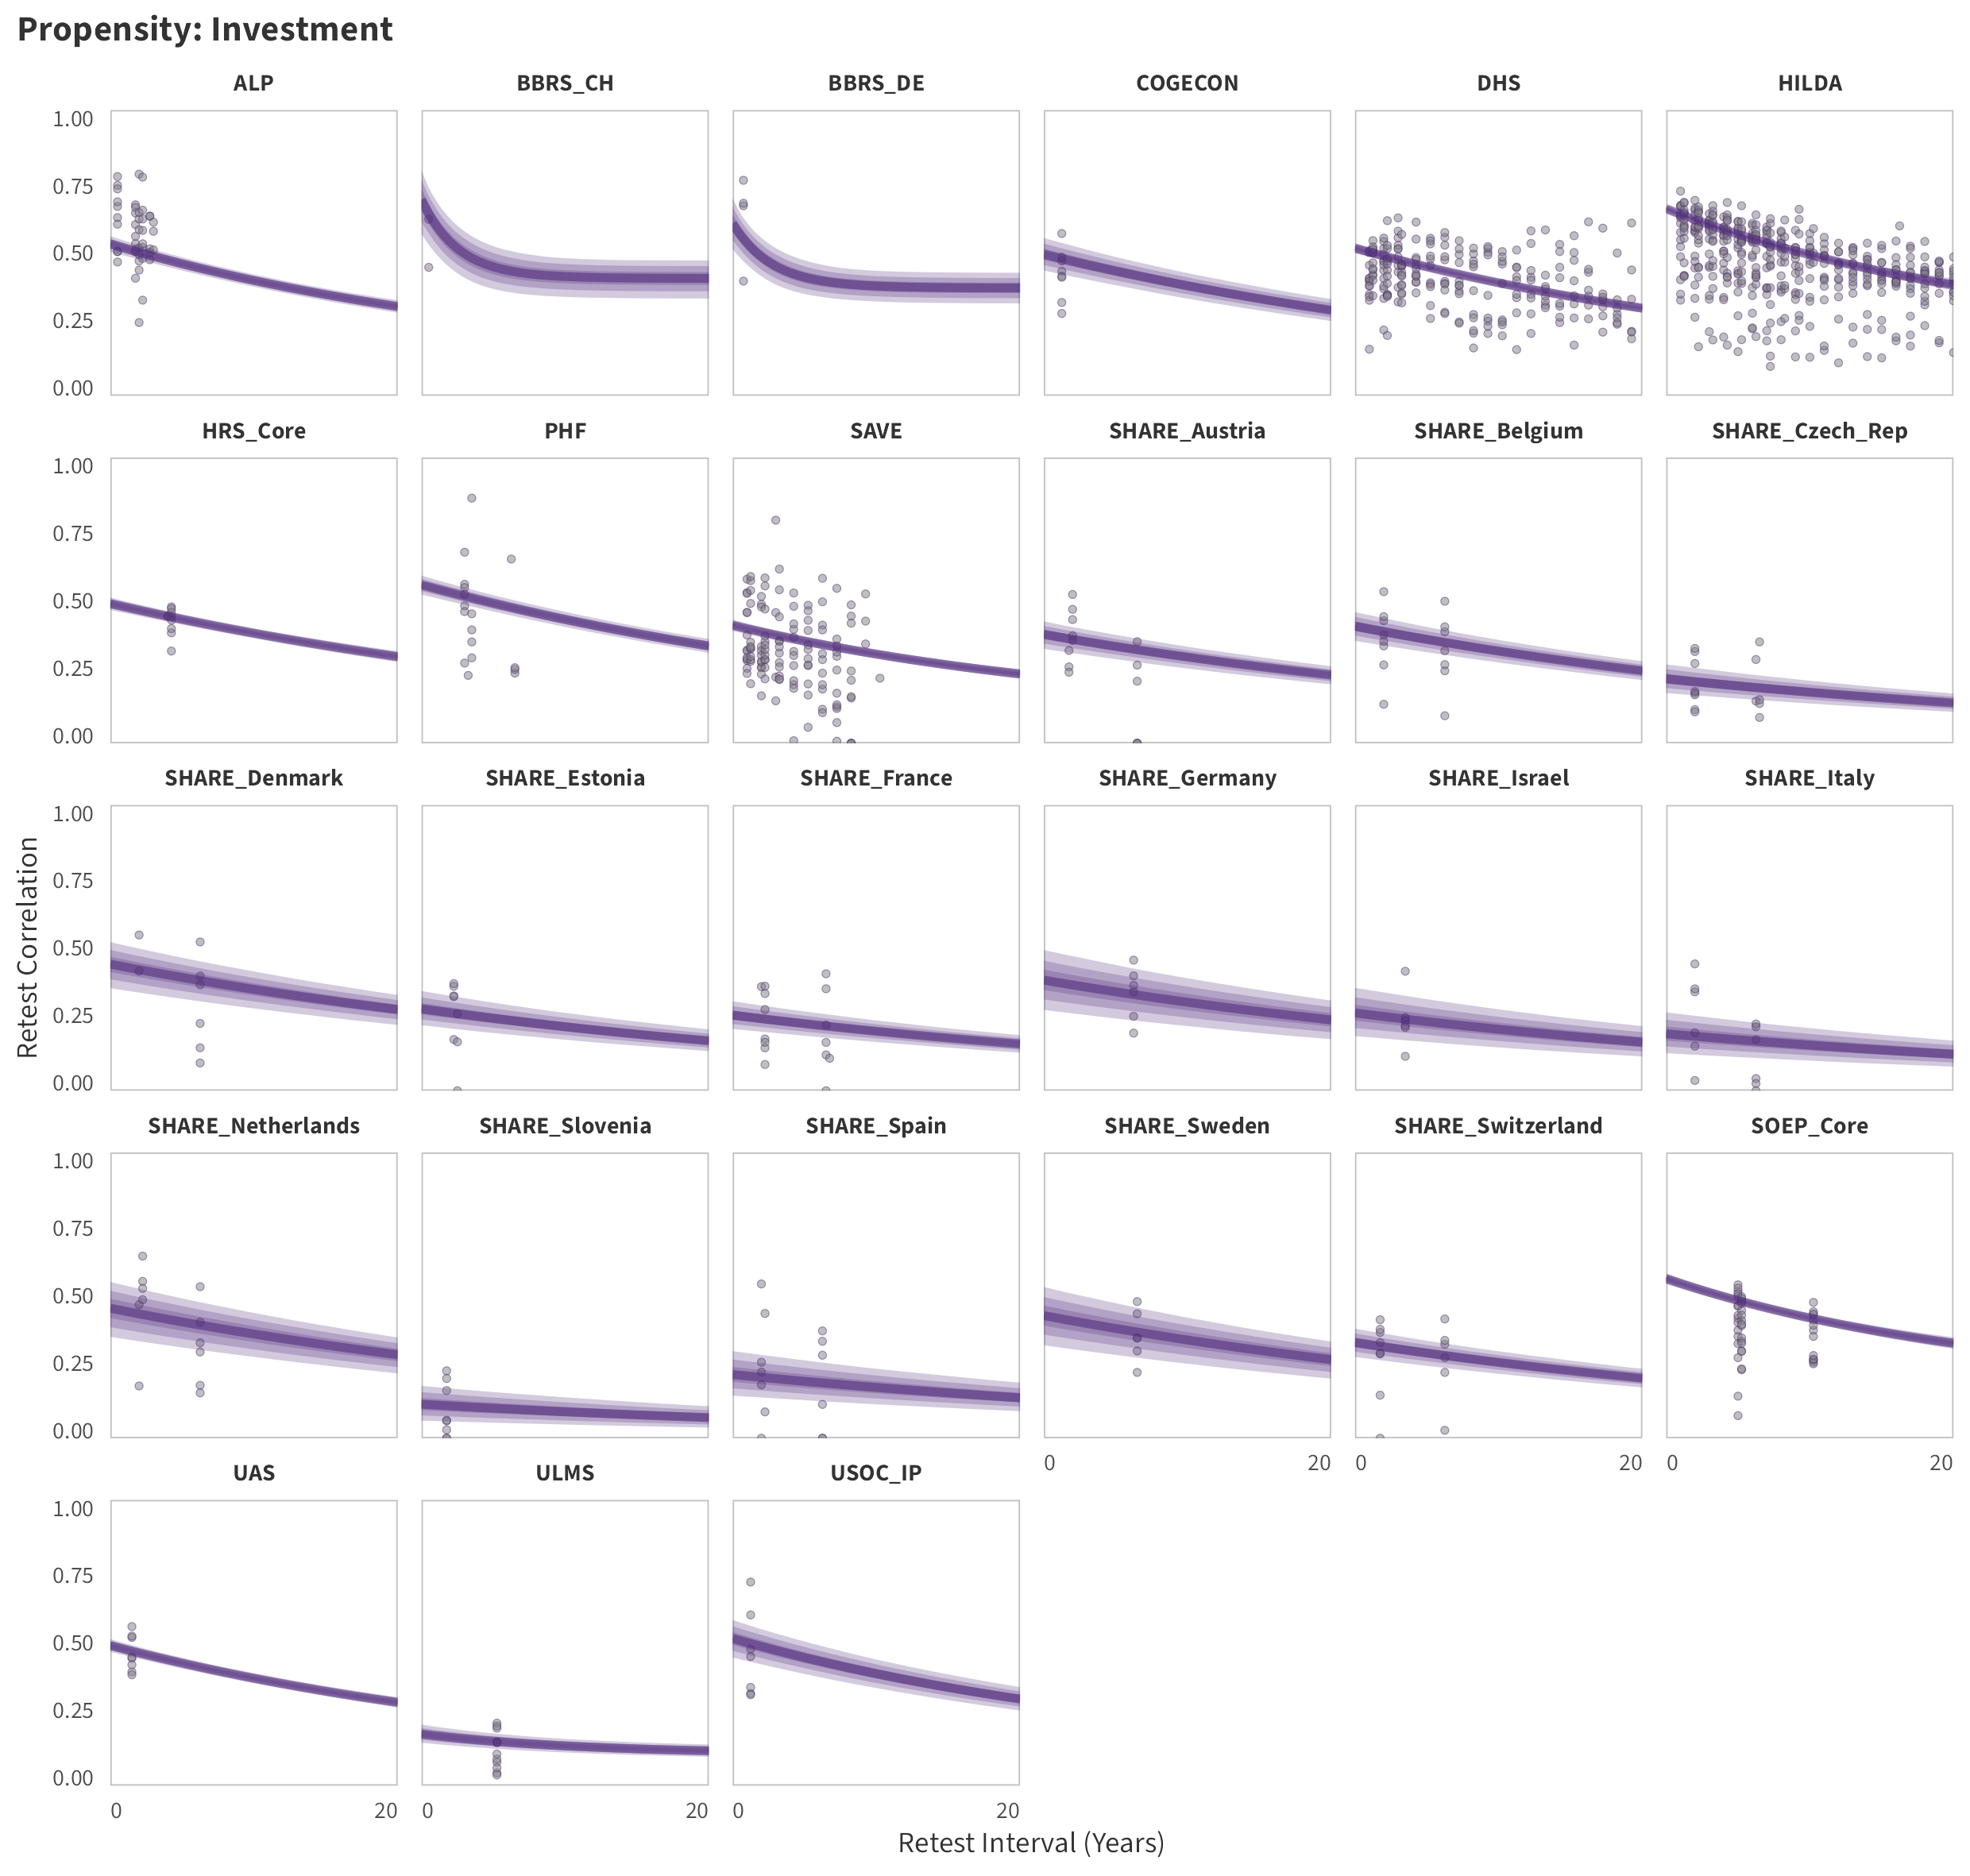 Propensity: Investment
ALP BBRS_CH BBRS_DE COGECON DHS HILDA
1.00
0.75
0.50
0.25
0.00
HRS_Core PHF SAVE SHARE_Austria SHARE_Belgium SHARE_Czech_Rep
1.00
0.75
0.50
0.25
0.00
SHARE_Denmark SHARE_Estonia SHARE_France SHARE_Germany SHARE_Israel SHARE_Italy
Retest Correlation
1.00
0.75
0.50
0.25
0.00
SHARE_Netherlands SHARE_Slovenia SHARE_Spain SHARE_Sweden SHARE_Switzerland SOEP_Core
1.00
0.75
0.50
0.25
0.00
0 20 0 20 0 20
UAS ULMS USOC_IP
1.00
0.75
0.50
0.25
0.00
0 20 0 20 0 20
Retest Interval (Years)